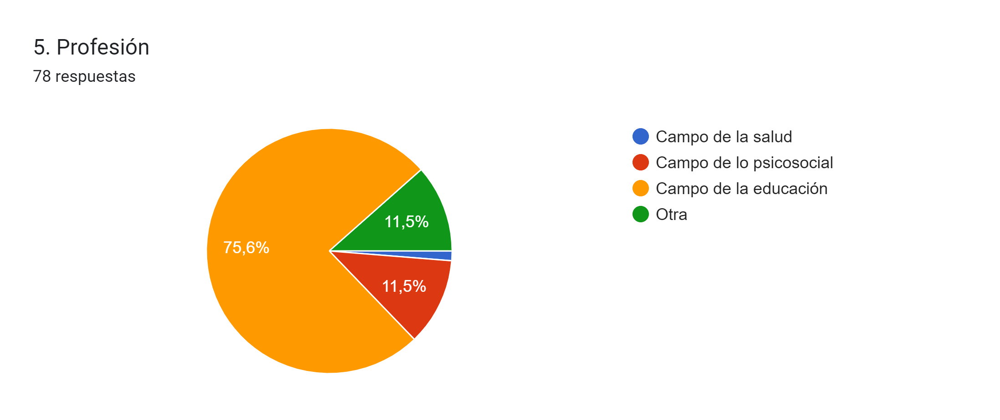 5. Profesión
78 respuestas
Campo de la salud
Campo de lo psicosocial
Campo de la educación
Otra
11,5%
75,6%
11,5%